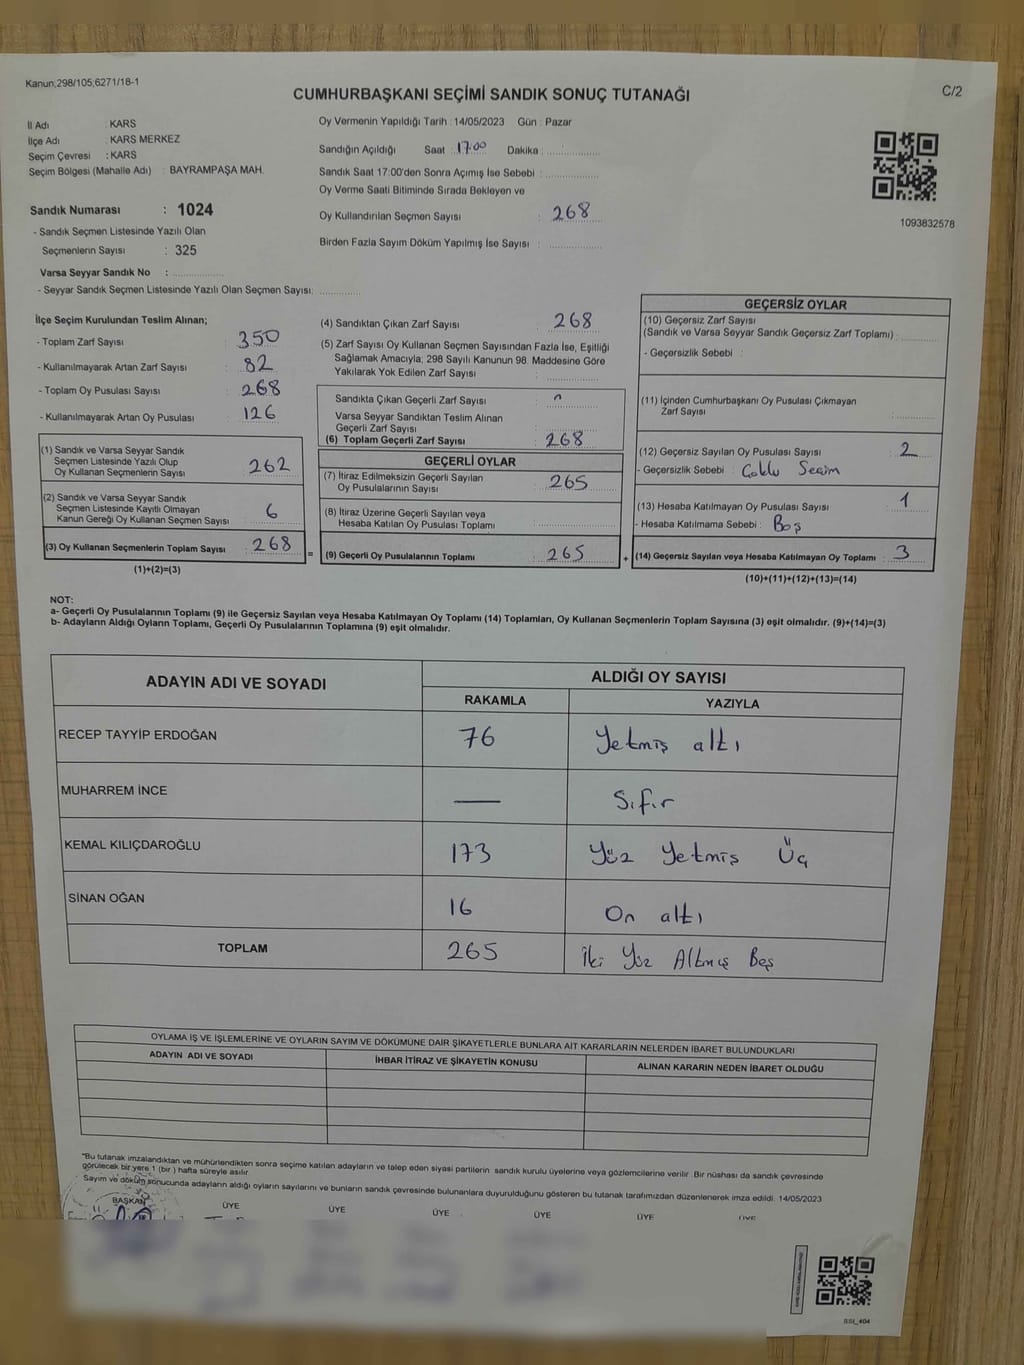 Kanun;298/105;6271/18-1
C/2
CUMHURBAŞKANI SEÇİMİ SANDIK SONUÇ TUTANAĞI
İl Adı : KARS
İlçe Adı : KARS MERKEZ
Seçim Çevresi : KARS
Seçim Bölgesi (Mahalle Adı) : BAYRAMPAŞA MAH.
Sandık Numarası : 1024
- Sandık Seçmen Listesinde Yazılı Olan
Seçmenlerin Sayısı : 325
Varsa Seyyar Sandık No :
- Seyyar Sandık Seçmen Listesinde Yazılı Olan Seçmen Sayısı:
Oy Vermenin Yapıldığı Tarih : 14/05/2023 Gün : Pazar
Sandığın Açıldığı Saat : 17:00 Dakika :
Sandık Saat 17:00'den Sonra Açımış İse Sebebi :
Oy Verme Saati Bitiminde Sırada Bekleyen ve
Oy Kullandırılan Seçmen Sayısı : 268
Birden Fazla Sayım Döküm Yapılmış İse Sayısı :
1093832578
İlçe Seçim Kurulundan Teslim Alınan;
- Toplam Zarf Sayısı : 350
- Kullanılmayarak Artan Zarf Sayısı : 82
- Toplam Oy Pusulası Sayısı : 268
- Kullanılmayarak Artan Oy Pusulası : 126
(1) Sandık ve Varsa Seyyar Sandık
Seçmen Listesinde Yazılı Olup
Oy Kullanan Seçmenlerin Sayısı : 262
(2) Sandık ve Varsa Seyyar Sandık
Seçmen Listesinde Kayıtlı Olmayan
Kanun Gereği Oy Kullanan Seçmen Sayısı : 6
(3) Oy Kullanan Seçmenlerin Toplam Sayısı : 268 =
(1)+(2)=(3)
(4) Sandıktan Çıkan Zarf Sayısı : 268
(5) Zarf Sayısı Oy Kullanan Seçmen Sayısından Fazla İse, Eşitliği
Sağlamak Amacıyla; 298 Sayılı Kanunun 98. Maddesine Göre
Yakılarak Yok Edilen Zarf Sayısı :
Sandıkta Çıkan Geçerli Zarf Sayısı :
Varsa Seyyar Sandıktan Teslim Alınan
Geçerli Zarf Sayısı :
(6) Toplam Geçerli Zarf Sayısı : 268
GEÇERLİ OYLAR
(7) İtiraz Edilmeksizin Geçerli Sayılan
Oy Pusulalarının Sayısı : 265
(8) İtiraz Üzerine Geçerli Sayılan veya
Hesaba Katılan Oy Pusulası Toplamı :
(9) Geçerli Oy Pusulalarının Toplamı : 265 +
GEÇERSİZ OYLAR
(10) Geçersiz Zarf Sayısı
(Sandık ve Varsa Seyyar Sandık Geçersiz Zarf Toplamı) :
- Geçersizlik Sebebi :
(11) İçinden Cumhurbaşkanı Oy Pusulası Çıkmayan
Zarf Sayısı :
(12) Geçersiz Sayılan Oy Pusulası Sayısı : 2
- Geçersizlik Sebebi : Çoklu Seçim
(13) Hesaba Katılmayan Oy Pusulası Sayısı : 1
- Hesaba Katılmama Sebebi : Boş
(14) Geçersiz Sayılan veya Hesaba Katılmayan Oy Toplamı : 3
(10)+(11)+(12)+(13)=(14)
NOT:
a- Geçerli Oy Pusulalarının Toplamı (9) ile Geçersiz Sayılan veya Hesaba Katılmayan Oy Toplamı (14) Toplamları, Oy Kullanan Seçmenlerin Toplam Sayısına (3) eşit olmalıdır. (9)+(14)=(3)
b- Adayların Aldığı Oyların Toplamı, Geçerli Oy Pusulalarının Toplamına (9) eşit olmalıdır.
ADAYIN ADI VE SOYADI
ALDIĞI OY SAYISI
RAKAMLA YAZIYLA
RECEP TAYYİP ERDOĞAN 76 Yetmiş altı
MUHARREM İNCE — Sıfır
KEMAL KILIÇDAROĞLU 173 Yüz Yetmiş Üç
SİNAN OĞAN 16 On altı
TOPLAM 265 İki Yüz Altmış Beş
OYLAMA İŞ VE İŞLEMLERİNE VE OYLARIN SAYIM VE DÖKÜMÜNE DAİR ŞİKAYETLERLE BUNLARA AİT KARARLARIN NELERDEN İBARET BULUNDUKLARI
ADAYIN ADI VE SOYADI İHBAR İTİRAZ VE ŞİKAYETİN KONUSU ALINAN KARARIN NEDEN İBARET OLDUĞU
"Bu tutanak imzalandıktan ve mühürlendikten sonra seçime katılan adayların ve talep eden siyasi partilerin sandık kurulu üyelerine veya gözlemcilerine verilir. Bir nüshası da sandık çevresinde
görülecek bir yere 1 (bir ) hafta süreyle asılır.
Sayım ve döküm sonucunda adayların aldığı oyların sayılarını ve bunların sandık çevresinde bulunanlara duyurulduğunu gösteren bu tutanak tarafımızdan düzenlenerek imza edildi. 14/05/2023
BAŞKAN ÜYE ÜYE ÜYE ÜYE ÜYE ÜYE
SSI_404